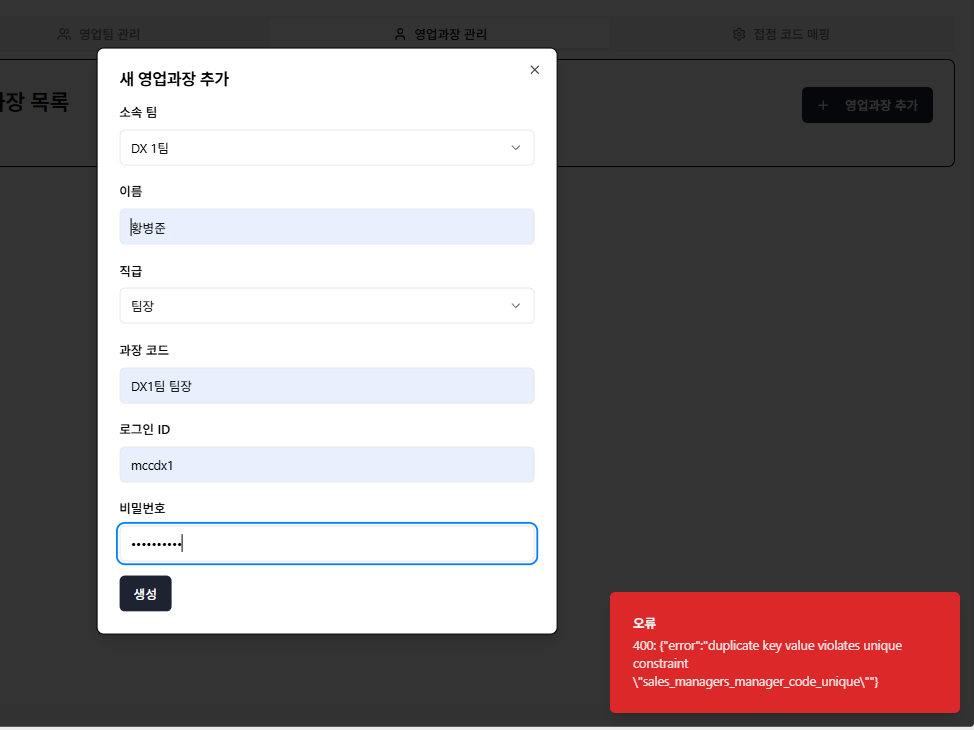 영업팀 관리
영업과장 관리
접점 코드 매핑
장 목록
영업과장 추가
새 영업과장 추가
소속 팀
DX 1팀
이름
황병준
직급
팀장
과장 코드
DX1팀 팀장
로그인 ID
mccdx1
비밀번호
••••••••••
생성
오류
400: {"error":"duplicate key value violates unique
constraint
\"sales_managers_manager_code_unique\""}